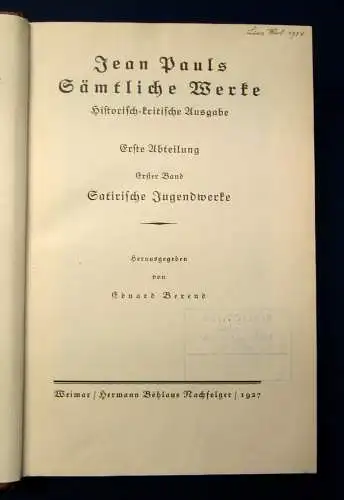 Jean Pauls
Sämtliche Werke
Historisch-kritische Ausgabe
Erste Abteilung
Erster Band
Satirische Jugendwerke
Herausgegeben
von
Eduard Berend
Weimar / Hermann Böhlaus Nachfolger / 1927